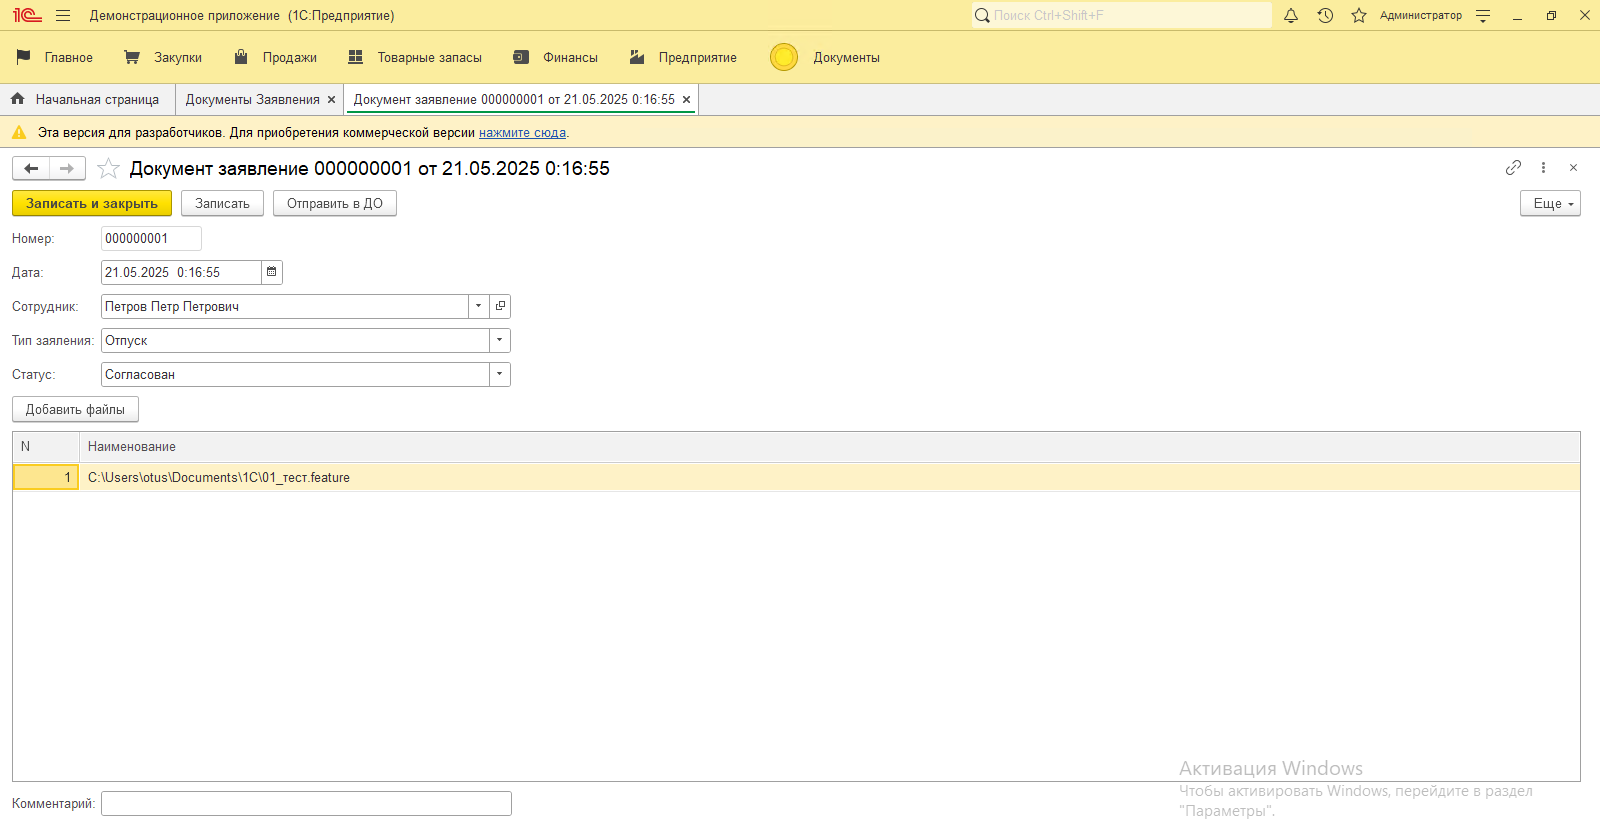 1С Демонстрационное приложение (1С:Предприятие) Поиск Ctrl+Shift+F Администратор
Главное Закупки Продажи Товарные запасы Финансы Предприятие Документы
Начальная страница Документы Заявления × Документ заявление 000000001 от 21.05.2025 0:16:55 ×
Эта версия для разработчиков. Для приобретения коммерческой версии нажмите сюда.
Документ заявление 000000001 от 21.05.2025 0:16:55
Записать и закрыть Записать Отправить в ДО Еще
Номер: 000000001
Дата: 21.05.2025 0:16:55
Сотрудник: Петров Петр Петрович
Тип заяления: Отпуск
Статус: Согласован
Добавить файлы
N Наименование
1 C:\Users\otus\Documents\1C\01_тест.feature
Активация Windows
Чтобы активировать Windows, перейдите в раздел
"Параметры".
Комментарий: